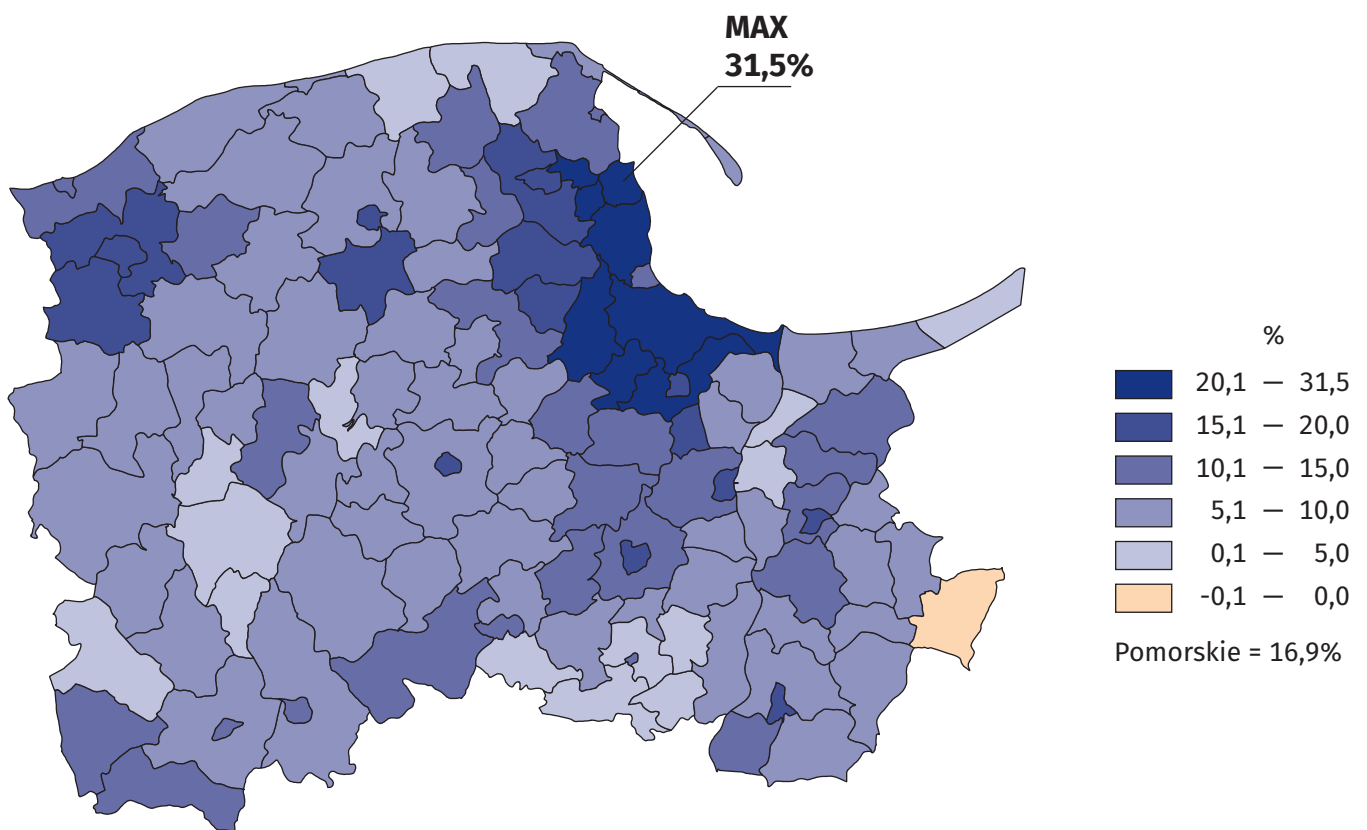 MAX
31,5%
%
20,1 — 31,5
15,1 — 20,0
10,1 — 15,0
5,1 — 10,0
0,1 — 5,0
-0,1 — 0,0
Pomorskie = 16,9%